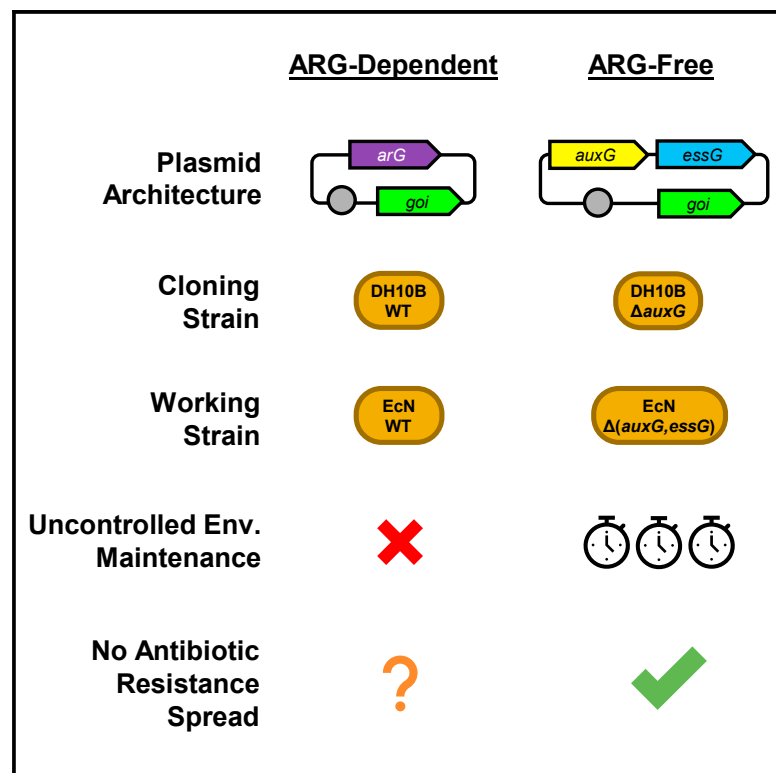 ARG-Dependent ARG-Free
Plasmid
Architecture
arG auxG essG
goi goi
Cloning
Strain
DH10B
WT
DH10B
ΔauxG
Working
Strain
EcN
WT
EcN
Δ(auxG,essG)
Uncontrolled Env.
Maintenance
No Antibiotic
Resistance
Spread
?